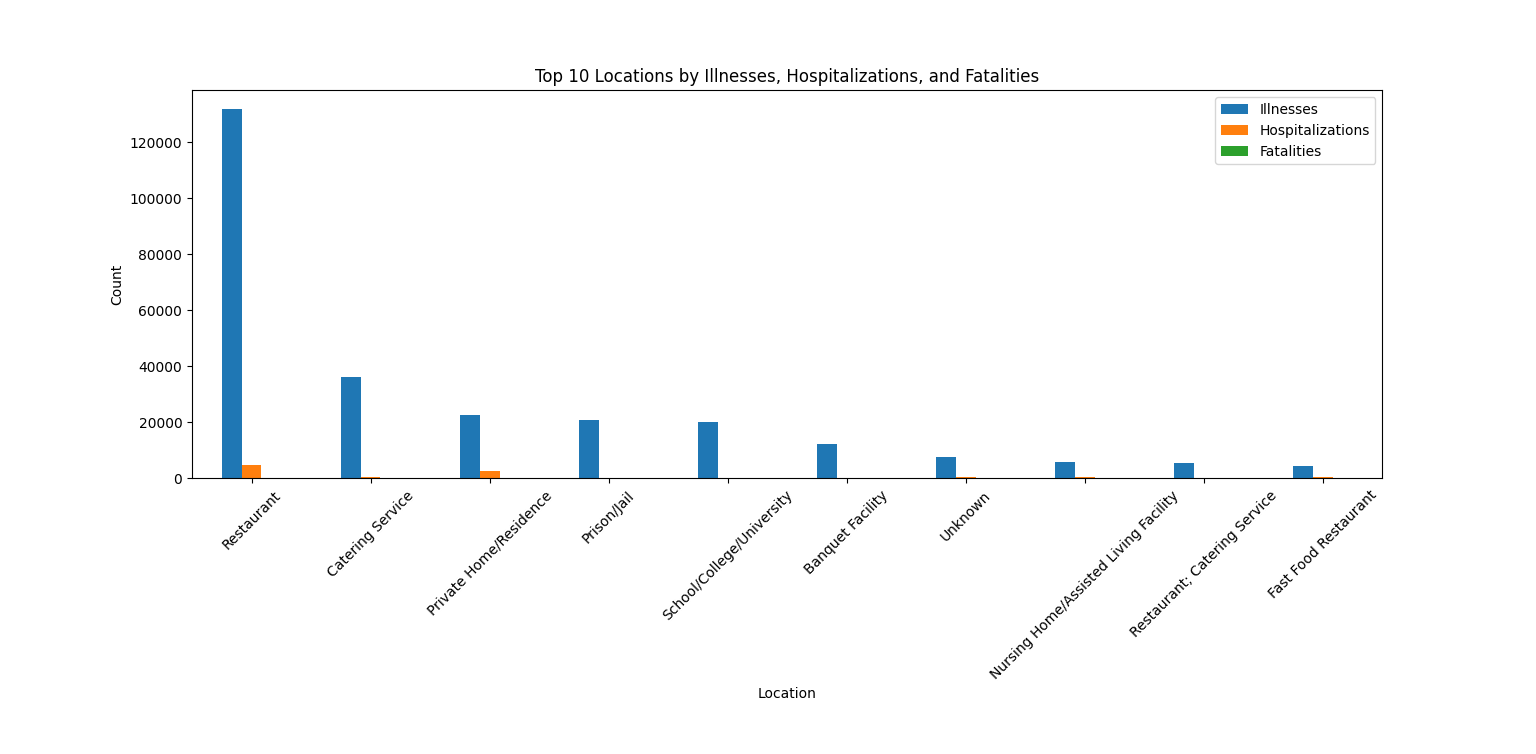 Top 10 Locations by Illnesses, Hospitalizations, and Fatalities
Illnesses
Hospitalizations
Fatalities
Count
120000
100000
80000
60000
40000
20000
0
Restaurant
Catering Service
Private Home/Residence
Prison/Jail
School/College/University
Banquet Facility
Unknown
Nursing Home/Assisted Living Facility
Restaurant; Catering Service
Fast Food Restaurant
Location